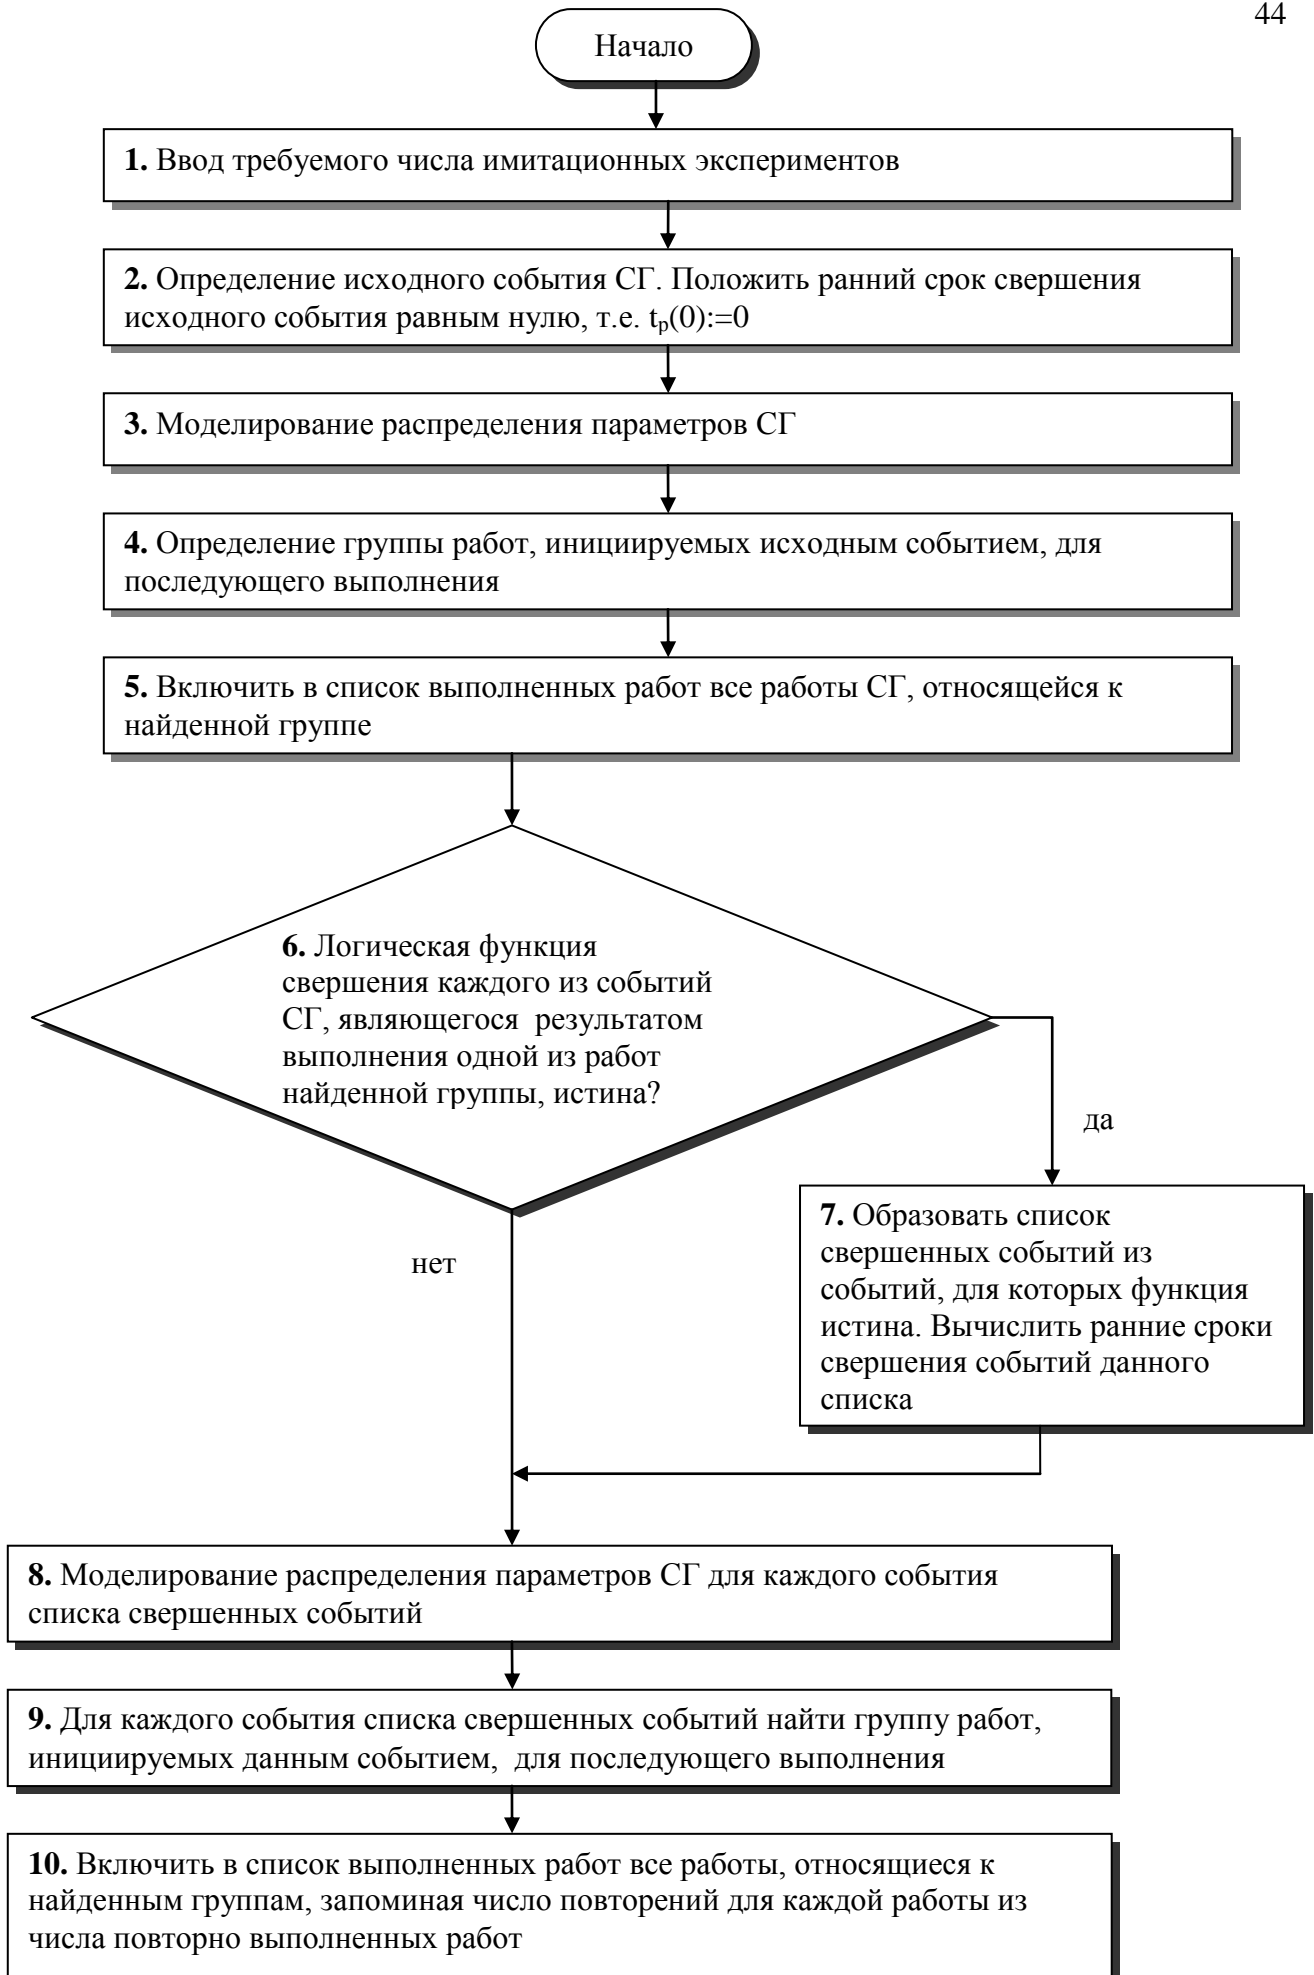 44
Начало
1. Ввод требуемого числа имитационных экспериментов
2. Определение исходного события СГ. Положить ранний срок свершения
исходного события равным нулю, т.е. tр(0):=0
3. Моделирование распределения параметров СГ
4. Определение группы работ, инициируемых исходным событием, для
последующего выполнения
5. Включить в список выполненных работ все работы СГ, относящейся к
найденной группе
6. Логическая функция
свершения каждого из событий
СГ, являющегося результатом
выполнения одной из работ
найденной группы, истина?
да
нет
7. Образовать список
свершенных событий из
событий, для которых функция
истина. Вычислить ранние сроки
свершения событий данного
списка
8. Моделирование распределения параметров СГ для каждого события
списка свершенных событий
9. Для каждого события списка свершенных событий найти группу работ,
инициируемых данным событием, для последующего выполнения
10. Включить в список выполненных работ все работы, относящиеся к
найденным группам, запоминая число повторений для каждой работы из
числа повторно выполненных работ